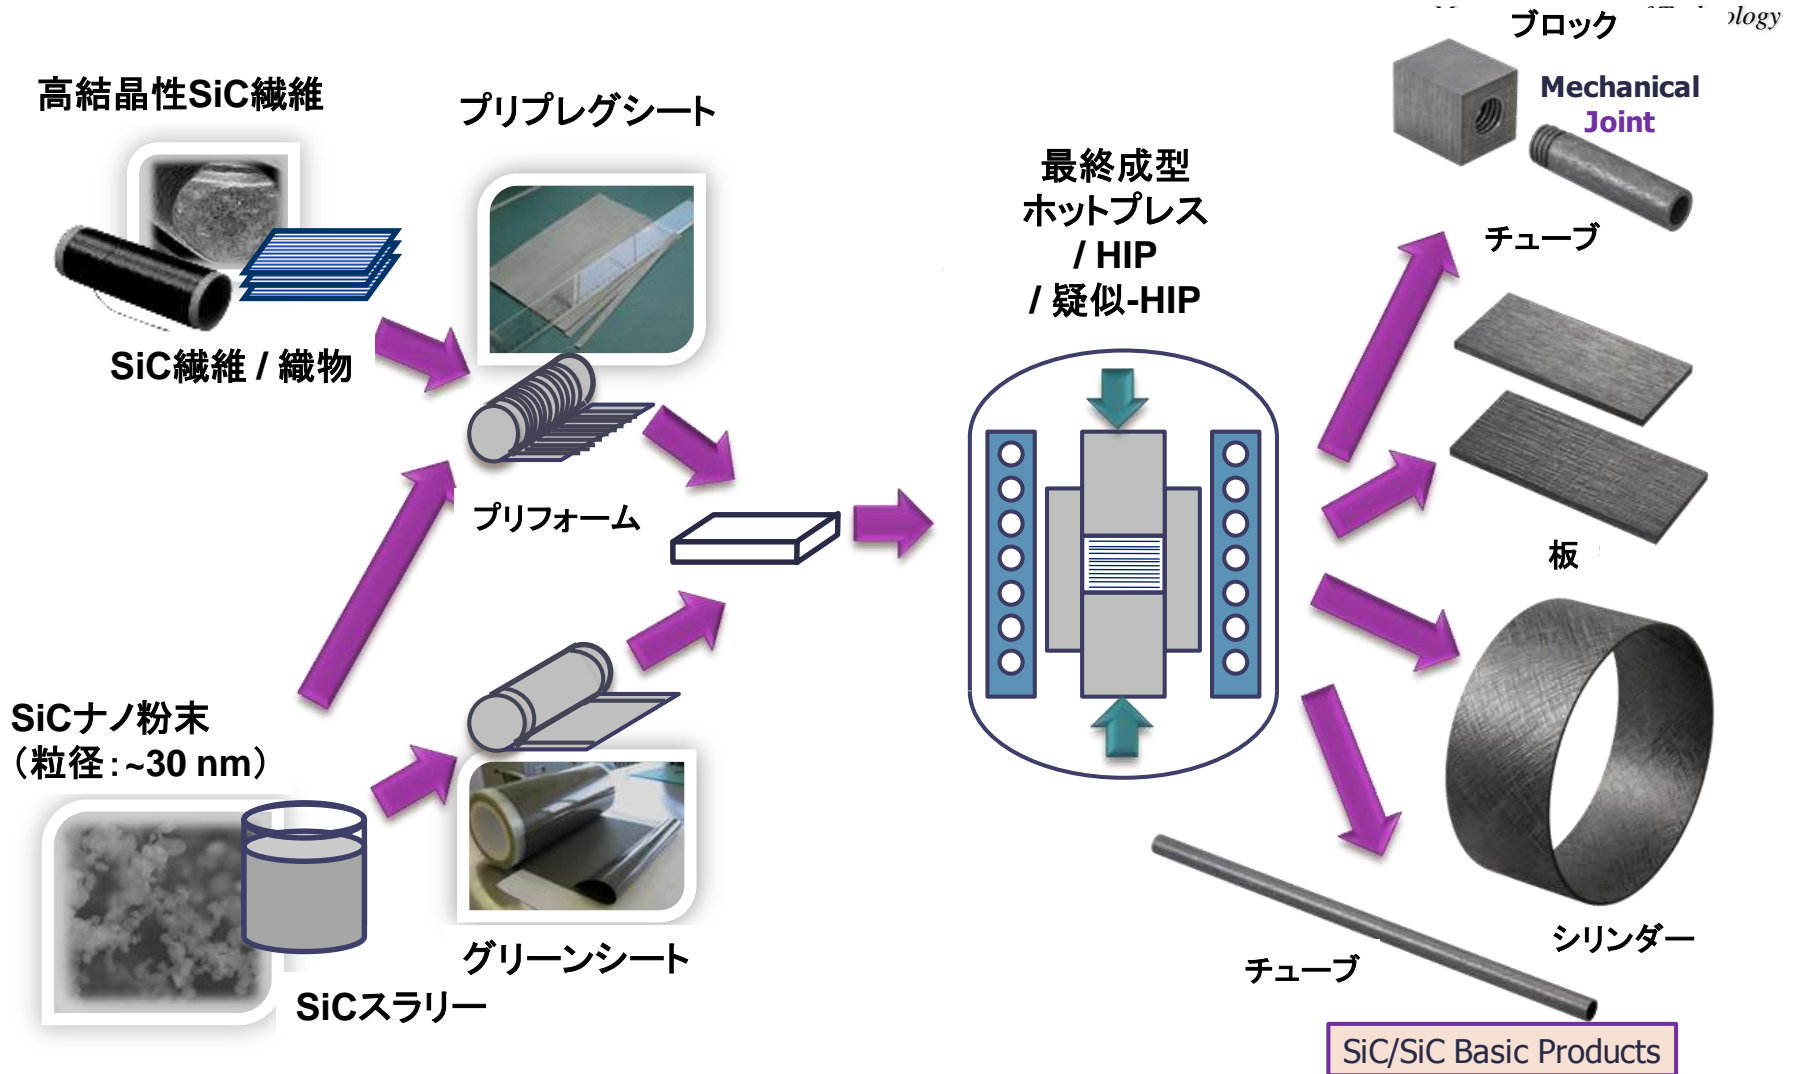 ology
ブロック
高結晶性SiC繊維
プリプレグシート
Mechanical
Joint
最終成型
ホットプレス
/ HIP
/ 疑似-HIP
チューブ
SiC繊維 / 織物
プリフォーム
板
SiCナノ粉末
（粒径：~30 nm）
グリーンシート
シリンダー
チューブ
SiCスラリー
SiC/SiC Basic Products